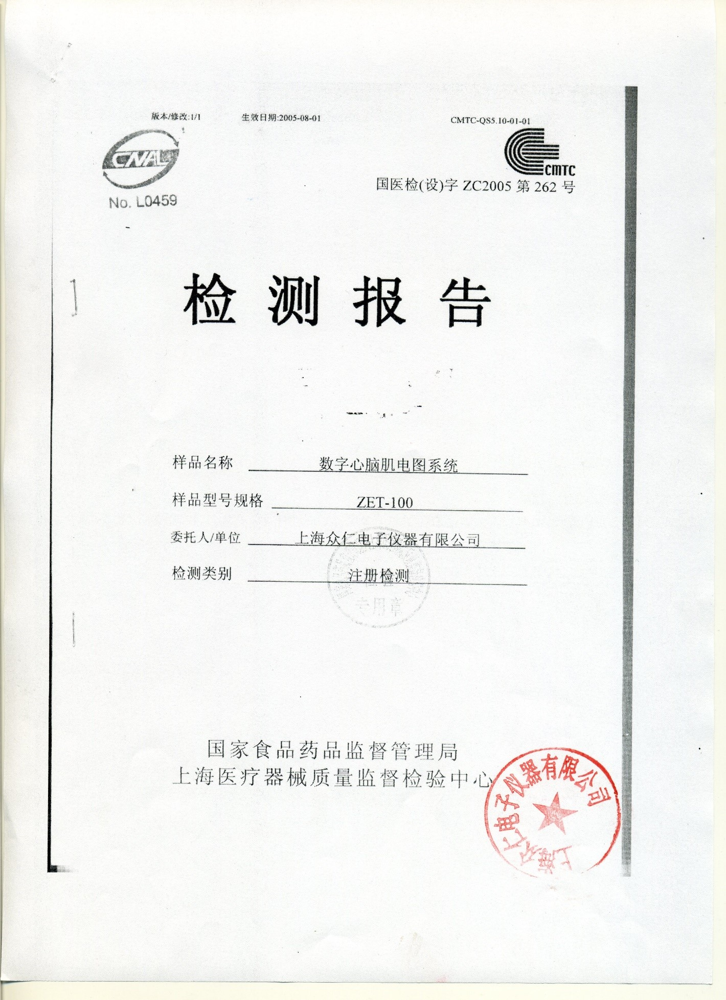 版本/修改:1/1 生效日期:2005-08-01 CMTC-QS5.10-01-01
CNAL
CMTC
国医检(设)字 ZC2005 第 262 号
No. L0459
检测报告
样品名称 数字心脑肌电图系统
样品型号规格 ZET-100
委托人/单位 上海众仁电子仪器有限公司
检测类别 注册检测
专用章
国家食品药品监督管理局
上海医疗器械质量监督检验中心
上海众仁电子仪器有限公司